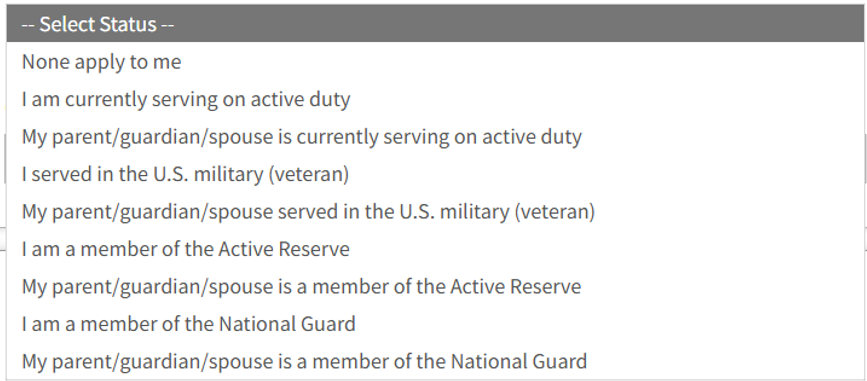 -- Select Status --
None apply to me
I am currently serving on active duty
My parent/guardian/spouse is currently serving on active duty
I served in the U.S. military (veteran)
My parent/guardian/spouse served in the U.S. military (veteran)
I am a member of the Active Reserve
My parent/guardian/spouse is a member of the Active Reserve
I am a member of the National Guard
My parent/guardian/spouse is a member of the National Guard